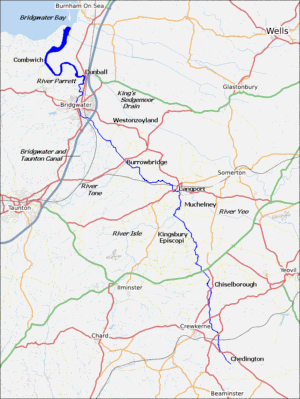 Burnham On Sea
Bridgwater Bay
Wells
Combwich
Dunball
River Parrett
King's
Sedgemoor
Drain
Glastonbury
Bridgwater
Westonzoyland
Bridgwater and
Taunton Canal
Burrowbridge
Somerton
River
Tone
Langport
Taunton
Muchelney
River Yeo
River Isle
Kingsbury
Episcopi
Yeovil
Ilminster
Chiselborough
Chard
Crewkerne
Chedington
Beaminster